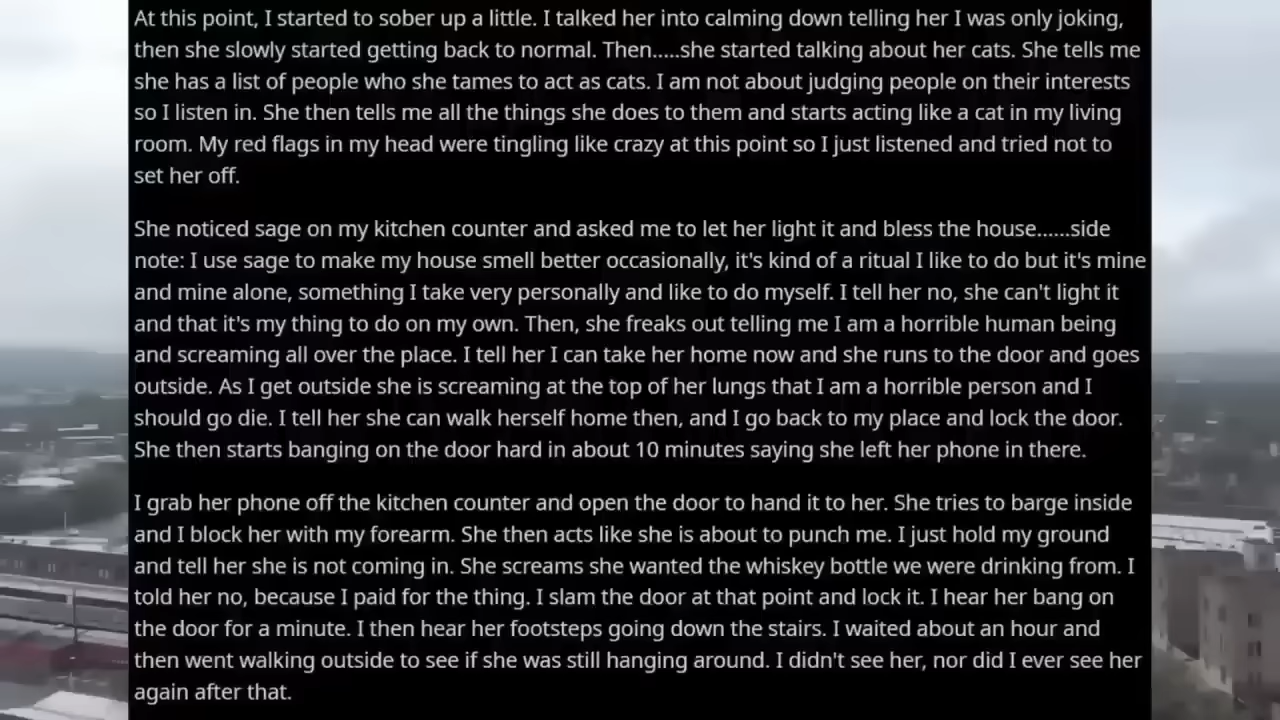 At this point, I started to sober up a little. I talked her into calming down telling her I was only joking,
then she slowly started getting back to normal. Then.....she started talking about her cats. She tells me
she has a list of people who she tames to act as cats. I am not about judging people on their interests
so I listen in. She then tells me all the things she does to them and starts acting like a cat in my living
room. My red flags in my head were tingling like crazy at this point so I just listened and tried not to
set her off.
She noticed sage on my kitchen counter and asked me to let her light it and bless the house......side
note: I use sage to make my house smell better occasionally, it's kind of a ritual I like to do but it's mine
and mine alone, something I take very personally and like to do myself. I tell her no, she can't light it
and that it's my thing to do on my own. Then, she freaks out telling me I am a horrible human being
and screaming all over the place. I tell her I can take her home now and she runs to the door and goes
outside. As I get outside she is screaming at the top of her lungs that I am a horrible person and I
should go die. I tell her she can walk herself home then, and I go back to my place and lock the door.
She then starts banging on the door hard in about 10 minutes saying she left her phone in there.
I grab her phone off the kitchen counter and open the door to hand it to her. She tries to barge inside
and I block her with my forearm. She then acts like she is about to punch me. I just hold my ground
and tell her she is not coming in. She screams she wanted the whiskey bottle we were drinking from. I
told her no, because I paid for the thing. I slam the door at that point and lock it. I hear her bang on
the door for a minute. I then hear her footsteps going down the stairs. I waited about an hour and
then went walking outside to see if she was still hanging around. I didn't see her, nor did I ever see her
again after that.